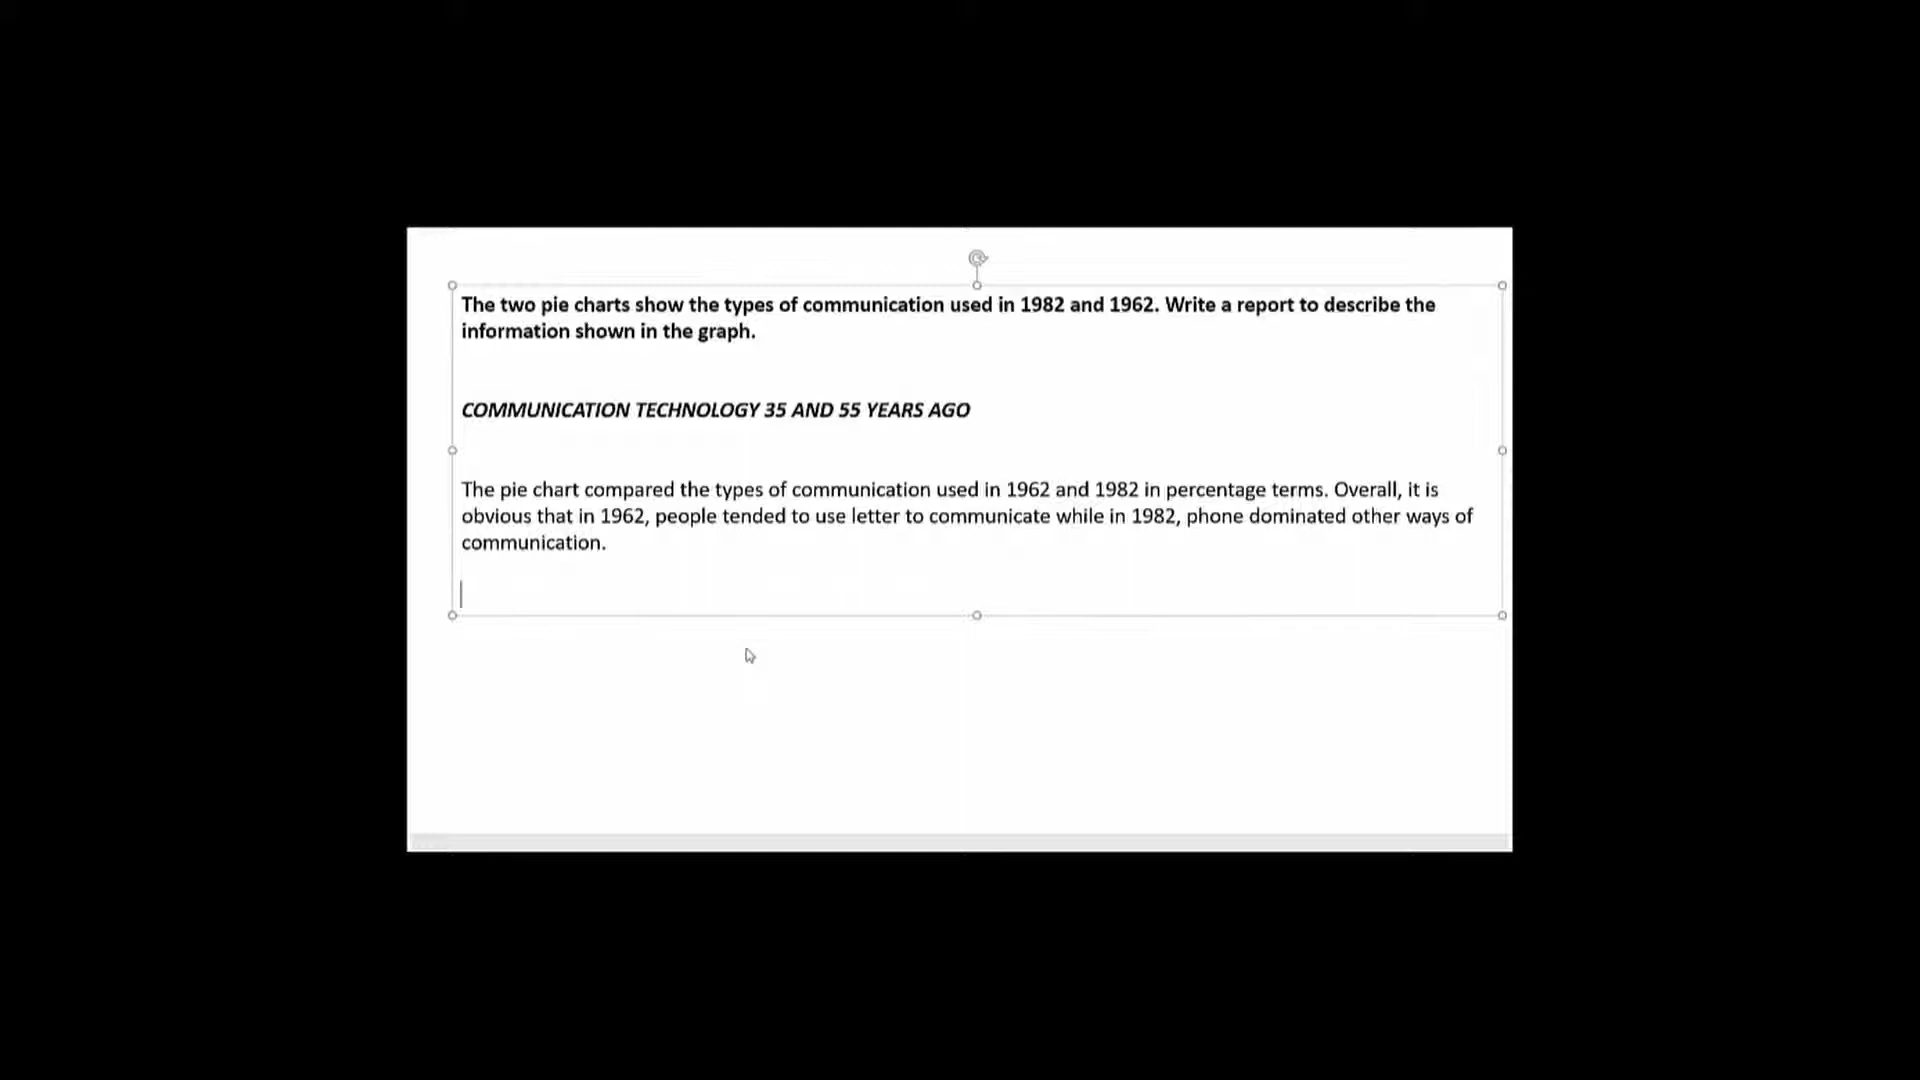 The two pie charts show the types of communication used in 1982 and 1962. Write a report to describe the
information shown in the graph.
COMMUNICATION TECHNOLOGY 35 AND 55 YEARS AGO
The pie chart compared the types of communication used in 1962 and 1982 in percentage terms. Overall, it is
obvious that in 1962, people tended to use letter to communicate while in 1982, phone dominated other ways of
communication.